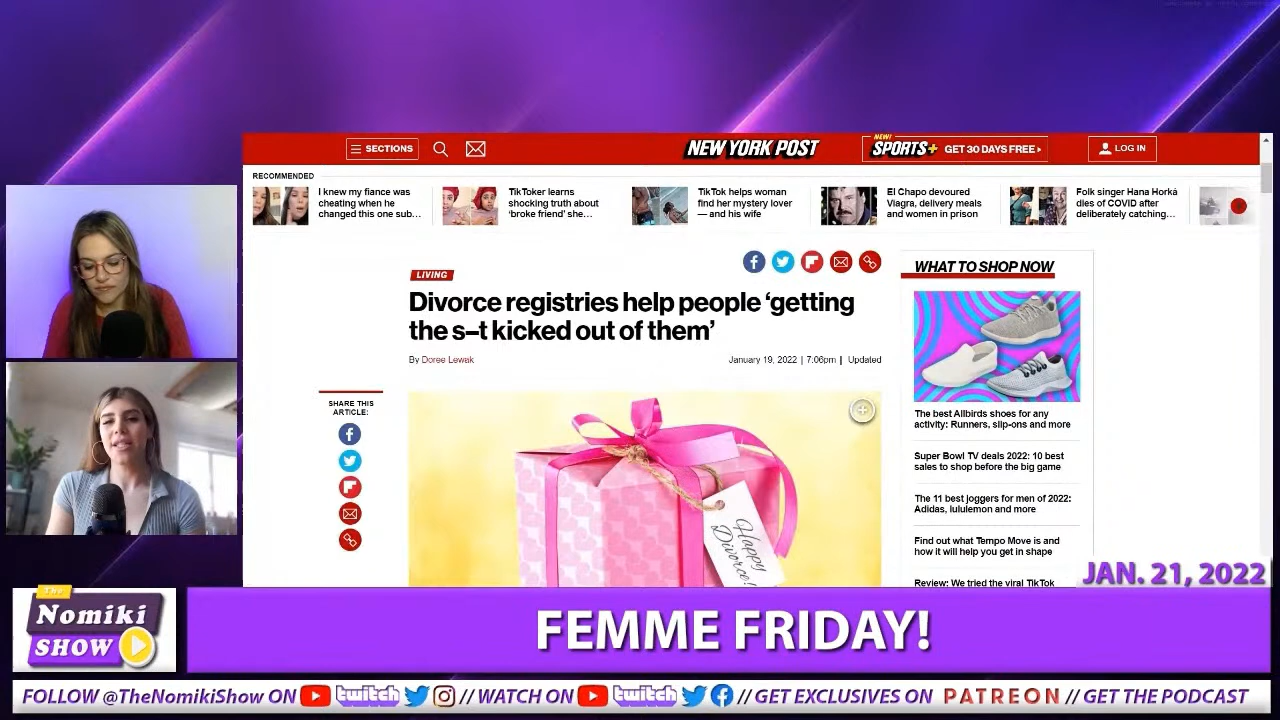 SECTIONS
NEW YORK POST
NEW!
SPORTS+ GET 30 DAYS FREE
LOG IN
RECOMMENDED
I knew my fiance was
cheating when he
changed this one sub...
TikToker learns
shocking truth about
'broke friend' she...
TikTok helps woman
find her mystery lover
— and his wife
El Chapo devoured
Viagra, delivery meals
and women in prison
Folk singer Hana Horká
dies of COVID after
deliberately catching...
LIVING
Divorce registries help people 'getting
the s–t kicked out of them'
By Doree Lewak
January 19, 2022 | 7:06pm | Updated
SHARE THIS
ARTICLE:
Happy
Divorce!
WHAT TO SHOP NOW
The best Allbirds shoes for any
activity: Runners, slip-ons and more
Super Bowl TV deals 2022: 10 best
sales to shop before the big game
The 11 best joggers for men of 2022:
Adidas, lululemon and more
Find out what Tempo Move is and
how it will help you get in shape
Review: We tried the viral TikTok
JAN. 21, 2022
The
Nomiki
SHOW
FEMME FRIDAY!
FOLLOW @TheNomikiShow ON twitch // WATCH ON twitch // GET EXCLUSIVES ON PATREON // GET THE PODCAST